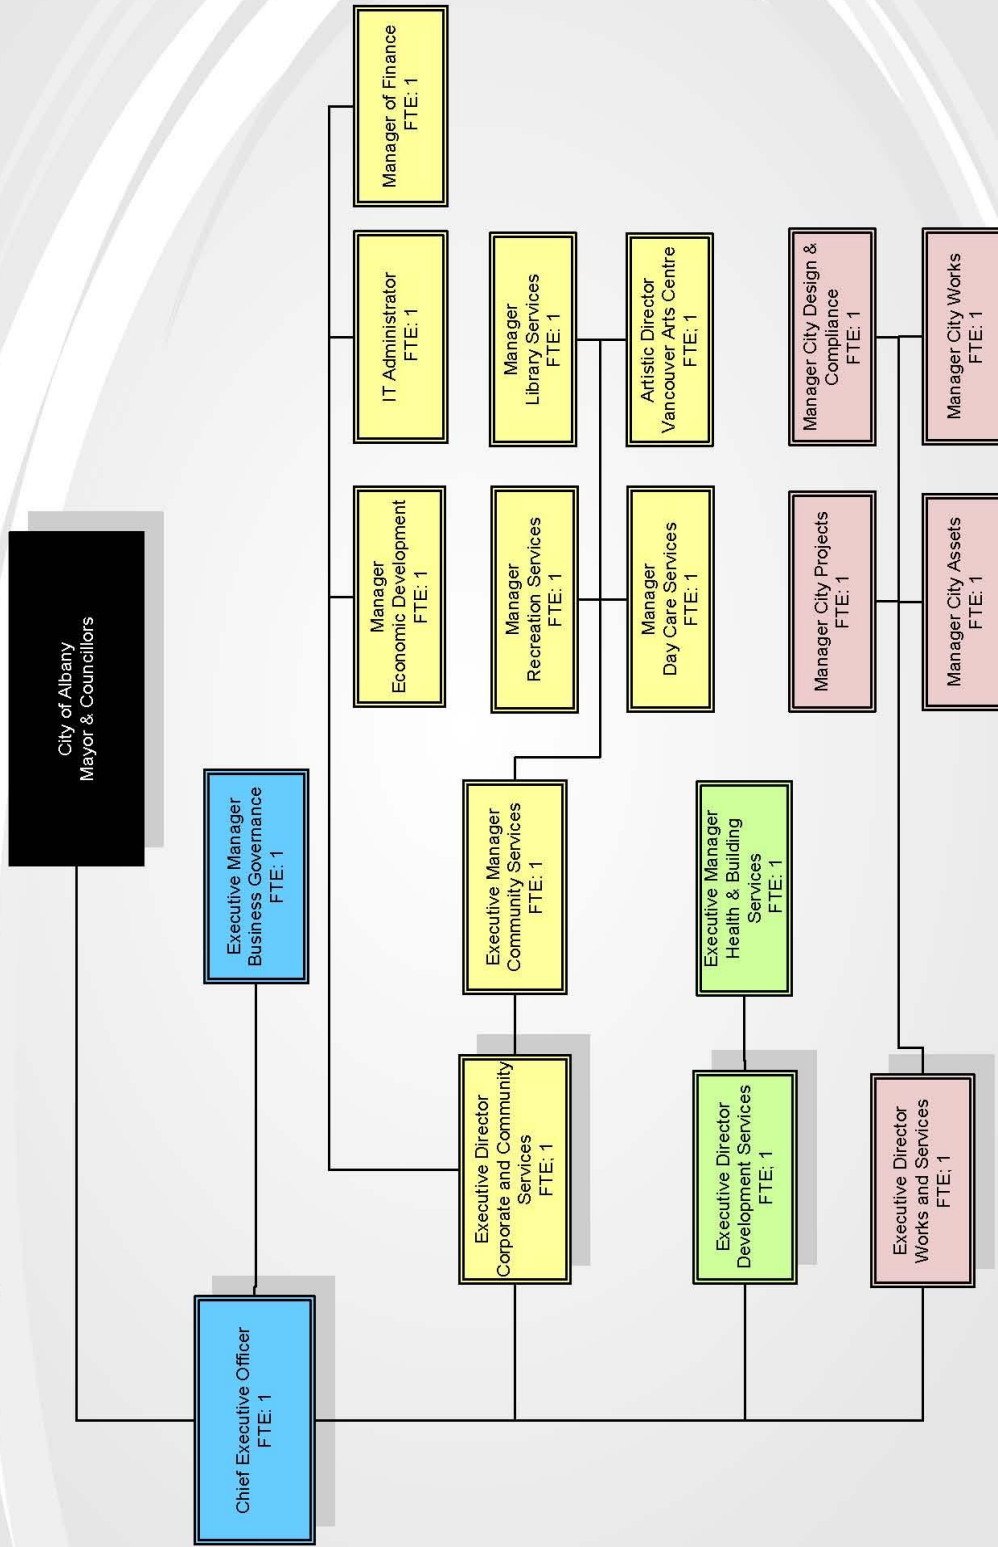 City of Albany
Mayor & Councillors
Chief Executive Officer
FTE: 1
Executive Manager
Business Governance
FTE: 1
Manager
Economic Development
FTE: 1
IT Administrator
FTE: 1
Manager of Finance
FTE: 1
Executive Director
Corporate and Community
Services
FTE: 1
Executive Manager
Community Services
FTE: 1
Manager
Recreation Services
FTE: 1
Manager
Library Services
FTE: 1
Manager
Day Care Services
FTE: 1
Artistic Director
Vancouver Arts Centre
FTE: 1
Executive Director
Development Services
FTE; 1
Executive Manager
Health & Building
Services
FTE: 1
Executive Director
Works and Services
FTE; 1
Manager City Projects
FTE: 1
Manager City Design &
Compliance
FTE: 1
Manager City Assets
FTE: 1
Manager City Works
FTE: 1